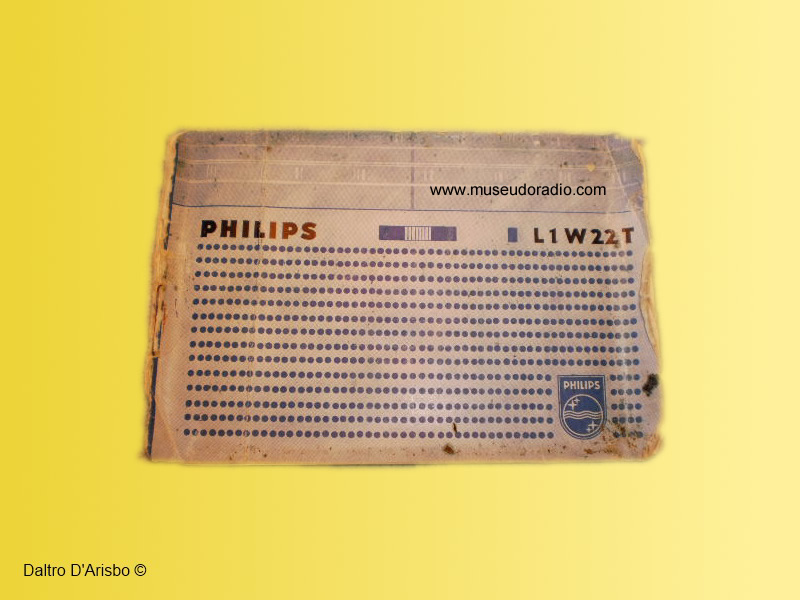 www.museudoradio.com
PHILIPS L1W22T
PHILIPS
Daltro D'Arisbo ©